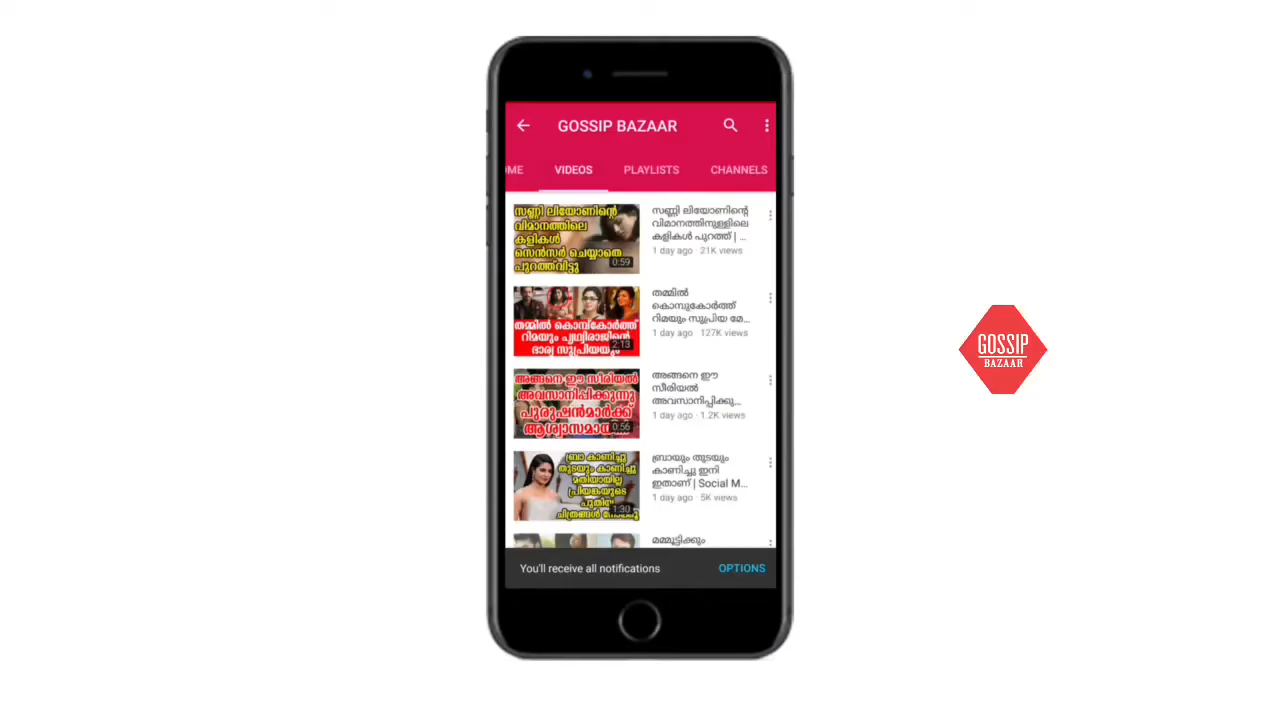 GOSSIP BAZAAR
OME VIDEOS PLAYLISTS CHANNELS
സണ്ണി ലിയോണിന്റെ
വിമാനത്തിലെ
കളികൾ
സെൻസർ ചെയ്യാതെ
പുറത്ത്‌വിട്ടു
0:59
സണ്ണി ലിയോണിന്റെ
വിമാനത്തിനുള്ളിലെ
കളികൾ പുറത്ത് | ...
1 day ago · 21K views
തമ്മിൽ കൊമ്പ്കോർത്ത്
റിമയും പൃഥ്വിരാജിന്റെ
ഭാര്യ സുപ്രിയയും
2:13
തമ്മിൽ
കൊമ്പുകോർത്ത്
റിമയും സുപ്രിയ മേ...
1 day ago · 127K views
അങ്ങനെ ഈ സീരിയൽ
അവസാനിപ്പിക്കുന്നു
പുരുഷൻമാർക്ക്
0:56
അങ്ങനെ ഈ
സീരിയൽ
അവസാനിപ്പിക്കു...
1 day ago · 1.2K views
ബ്രാ കാണിച്ചു
തുടയും കാണിച്ചു
മതിയായില്ല
പ്രിയങ്കയുടെ
പുതിയ
ചിത്രങ്ങൾ
1:30
ബ്രായും തുടയും
കാണിച്ചു ഇനി
ഇതാണ് | Social M...
1 day ago · 5K views
മമ്മൂട്ടിക്കും
You'll receive all notifications OPTIONS
GOSSIP
BAZAAR